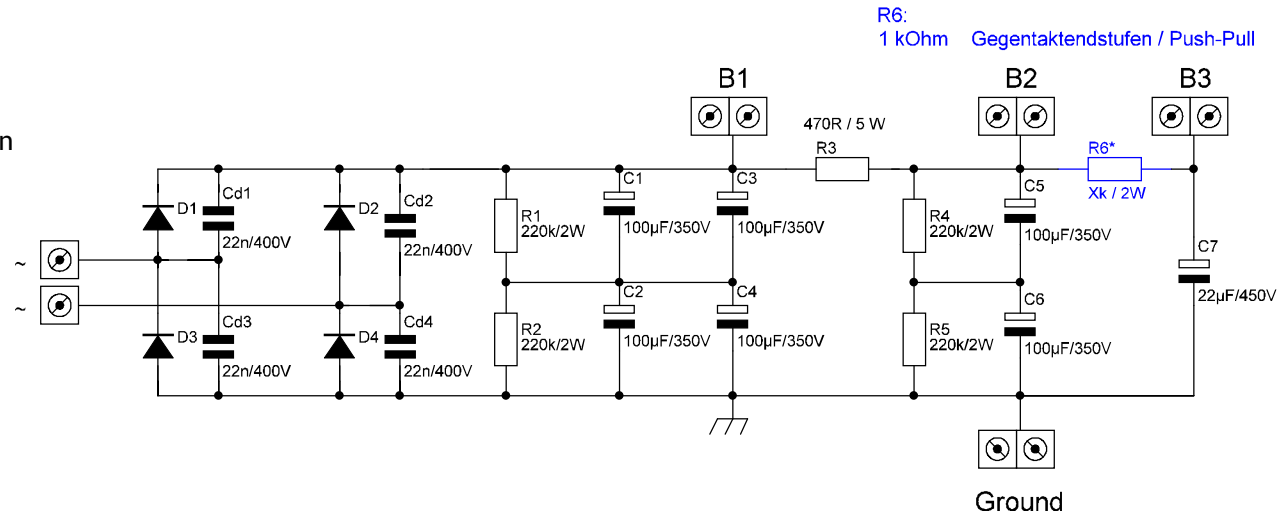 R6:
1 kOhm Gegentaktendstufen / Push-Pull
B1
B2
B3
n
470R / 5 W
R3
R6*
Xk / 2W
D1
Cd1
22n/400V
D2
Cd2
22n/400V
R1
220k/2W
C1
100µF/350V
C3
100µF/350V
R4
220k/2W
C5
100µF/350V
C7
22µF/450V
~
~
D3
Cd3
22n/400V
D4
Cd4
22n/400V
R2
220k/2W
C2
100µF/350V
C4
100µF/350V
R5
220k/2W
C6
100µF/350V
Ground